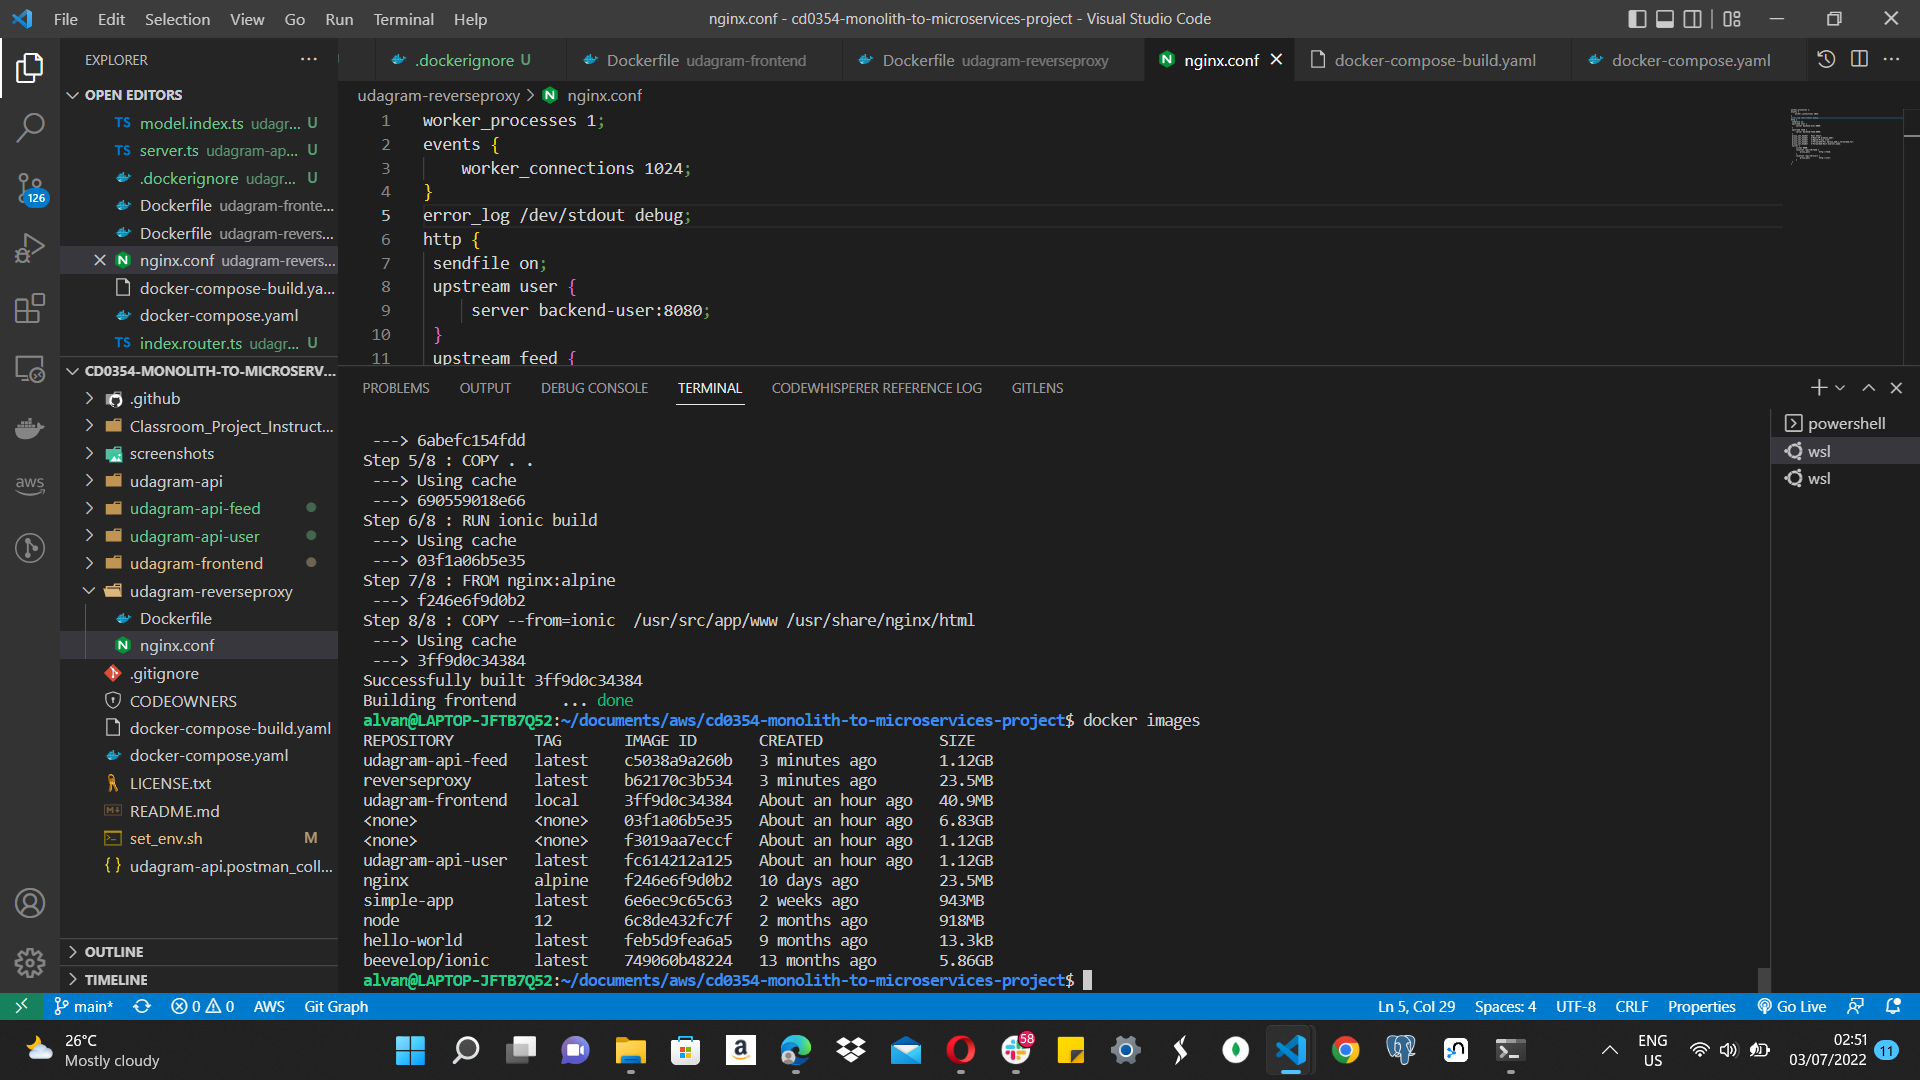 File Edit Selection View Go Run Terminal Help
nginx.conf - cd0354-monolith-to-microservices-project - Visual Studio Code
EXPLORER
.dockerignore U
Dockerfile udagram-frontend
Dockerfile udagram-reverseproxy
nginx.conf
docker-compose-build.yaml
docker-compose.yaml
OPEN EDITORS
model.index.ts udagr... U
server.ts udagram-ap... U
.dockerignore udagr... U
Dockerfile udagram-fronte...
Dockerfile udagram-revers...
nginx.conf udagram-revers...
docker-compose-build.ya...
docker-compose.yaml
index.router.ts udagr... U
126
CD0354-MONOLITH-TO-MICROSERV...
.github
Classroom_Project_Instruct...
screenshots
udagram-api
udagram-api-feed
udagram-api-user
udagram-frontend
udagram-reverseproxy
Dockerfile
nginx.conf
.gitignore
CODEOWNERS
docker-compose-build.yaml
docker-compose.yaml
LICENSE.txt
README.md
set_env.sh M
udagram-api.postman_coll...
aws
OUTLINE
TIMELINE
udagram-reverseproxy > nginx.conf
1 worker_processes 1;
2 events {
3 worker_connections 1024;
4 }
5 error_log /dev/stdout debug;
6 http {
7 sendfile on;
8 upstream user {
9 server backend-user:8080;
10 }
11 upstream feed {
PROBLEMS OUTPUT DEBUG CONSOLE TERMINAL CODEWHISPERER REFERENCE LOG GITLENS
powershell
wsl
wsl
---> 6abefc154fdd
Step 5/8 : COPY . .
---> Using cache
---> 690559018e66
Step 6/8 : RUN ionic build
---> Using cache
---> 03f1a06b5e35
Step 7/8 : FROM nginx:alpine
---> f246e6f9d0b2
Step 8/8 : COPY --from=ionic  /usr/src/app/www /usr/share/nginx/html
---> Using cache
---> 3ff9d0c34384
Successfully built 3ff9d0c34384
Building frontend     ... done
alvan@LAPTOP-JFTB7Q52:~/documents/aws/cd0354-monolith-to-microservices-project$ docker images
REPOSITORY TAG IMAGE ID CREATED SIZE
udagram-api-feed latest c5038a9a260b 3 minutes ago 1.12GB
reverseproxy latest b62170c3b534 3 minutes ago 23.5MB
udagram-frontend local 3ff9d0c34384 About an hour ago 40.9MB
<none> <none> 03f1a06b5e35 About an hour ago 6.83GB
<none> <none> f3019aa7eccf About an hour ago 1.12GB
udagram-api-user latest fc614212a125 About an hour ago 1.12GB
nginx alpine f246e6f9d0b2 10 days ago 23.5MB
simple-app latest 6e6ec9c65c63 2 weeks ago 943MB
node 12 6c8de432fc7f 2 months ago 918MB
hello-world latest feb5d9fea6a5 9 months ago 13.3kB
beevelop/ionic latest 749060b48224 13 months ago 5.86GB
alvan@LAPTOP-JFTB7Q52:~/documents/aws/cd0354-monolith-to-microservices-project$
main* 0 0 AWS Git Graph
Ln 5, Col 29 Spaces: 4 UTF-8 CRLF Properties Go Live
26°C
Mostly cloudy
58
ENG
US
02:51
03/07/2022
11